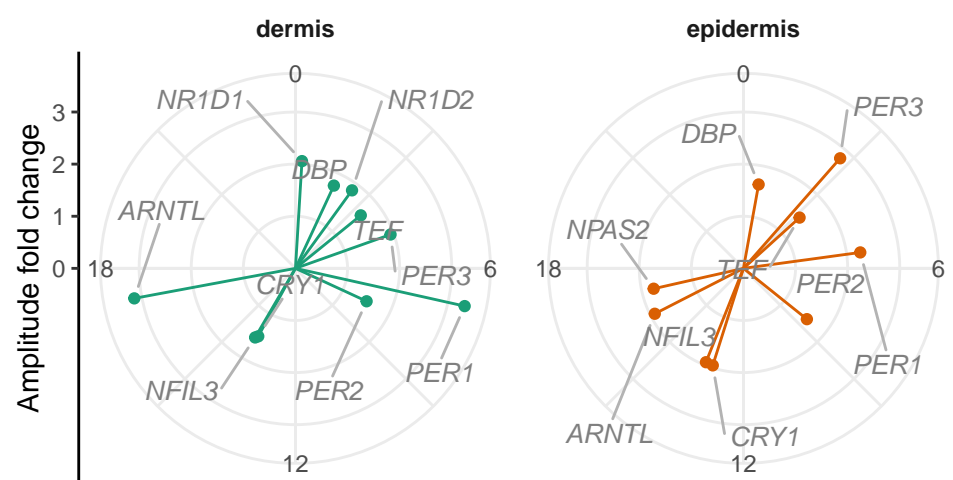 dermis
epidermis
Amplitude fold change
3
2
1
0
0
6
12
18
NR1D1
NR1D2
DBP
ARNTL
TEF
PER3
CRY1
NFIL3
PER2
PER1
0
6
12
18
PER3
DBP
NPAS2
TEF
PER2
NFIL3
PER1
ARNTL
CRY1